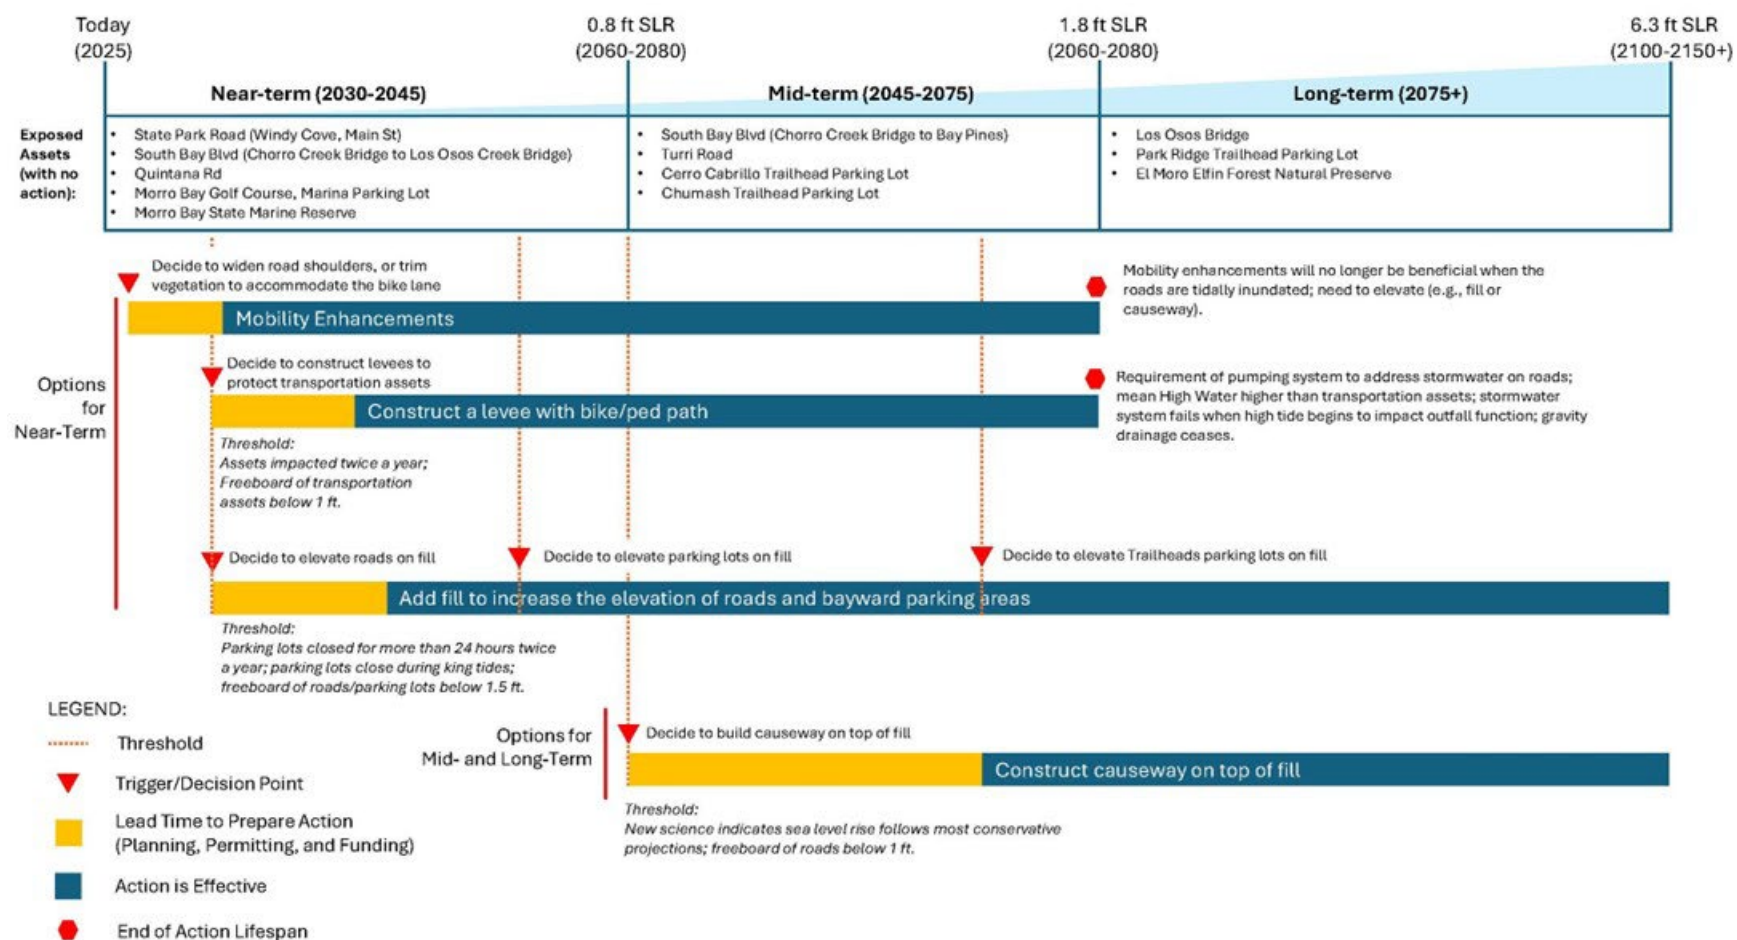 Today
(2025)
0.8 ft SLR
(2060-2080)
1.8 ft SLR
(2060-2080)
6.3 ft SLR
(2100-2150+)
Near-term (2030-2045)
Mid-term (2045-2075)
Long-term (2075+)
Exposed
Assets
(with no
action):
• State Park Road (Windy Cove, Main St)
• South Bay Blvd (Chorro Creek Bridge to Los Osos Creek Bridge)
• Quintana Rd
• Morro Bay Golf Course, Marina Parking Lot
• Morro Bay State Marine Reserve
• South Bay Blvd (Chorro Creek Bridge to Bay Pines)
• Turri Road
• Cerro Cabrillo Trailhead Parking Lot
• Chumash Trailhead Parking Lot
• Los Osos Bridge
• Park Ridge Trailhead Parking Lot
• El Moro Elfin Forest Natural Preserve
Options
for
Near-Term
Decide to widen road shoulders, or trim
vegetation to accommodate the bike lane
Mobility Enhancements
Mobility enhancements will no longer be beneficial when the
roads are tidally inundated; need to elevate (e.g., fill or
causeway).
Decide to construct levees to
protect transportation assets
Construct a levee with bike/ped path
Requirement of pumping system to address stormwater on roads;
mean High Water higher than transportation assets; stormwater
system fails when high tide begins to impact outfall function; gravity
drainage ceases.
Threshold:
Assets impacted twice a year;
Freeboard of transportation
assets below 1 ft.
Decide to elevate roads on fill
Decide to elevate parking lots on fill
Decide to elevate Trailheads parking lots on fill
Add fill to increase the elevation of roads and bayward parking areas
Threshold:
Parking lots closed for more than 24 hours twice
a year; parking lots close during king tides;
freeboard of roads/parking lots below 1.5 ft.
Options for
Mid- and Long-Term
Decide to build causeway on top of fill
Construct causeway on top of fill
Threshold:
New science indicates sea level rise follows most conservative
projections; freeboard of roads below 1 ft.
LEGEND:
Threshold
Trigger/Decision Point
Lead Time to Prepare Action
(Planning, Permitting, and Funding)
Action is Effective
End of Action Lifespan